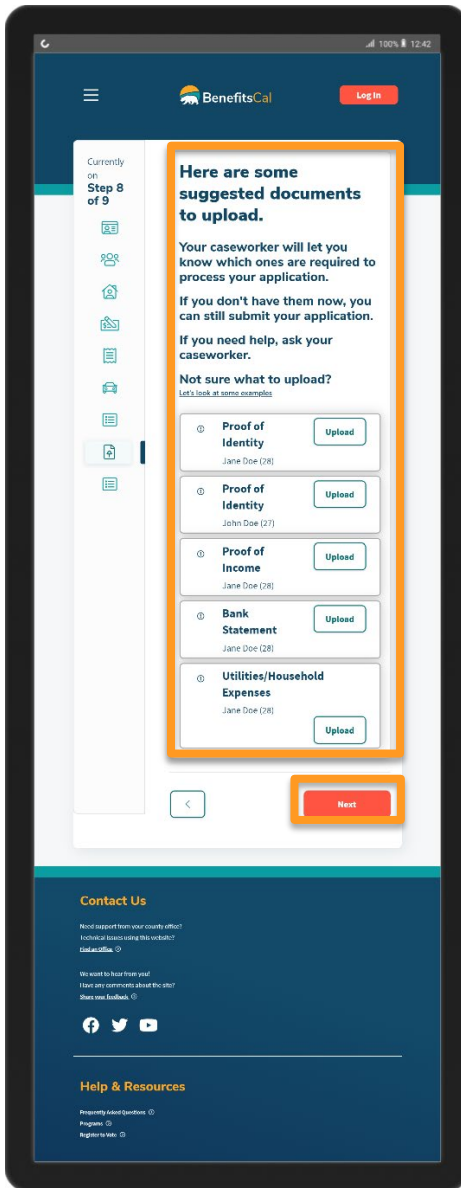 100% 12:42
BenefitsCal
Log In
Currently
on
Step 8
of 9
Here are some
suggested documents
to upload.
Your caseworker will let you
know which ones are required to
process your application.
If you don't have them now, you
can still submit your application.
If you need help, ask your
caseworker.
Not sure what to upload?
Let's look at some examples
Proof of
Identity
Upload
Jane Doe (28)
Proof of
Identity
Upload
John Doe (27)
Proof of
Income
Upload
Jane Doe (28)
Bank
Statement
Upload
Jane Doe (28)
Utilities/Household
Expenses
Jane Doe (28)
Upload
Next
Contact Us
Need support from your county office?
Technical issues using this website?
Find an Office
We want to hear from you!
Have any comments about the site?
Share your feedback
Help & Resources
Frequently Asked Questions
Programs
Register to Vote